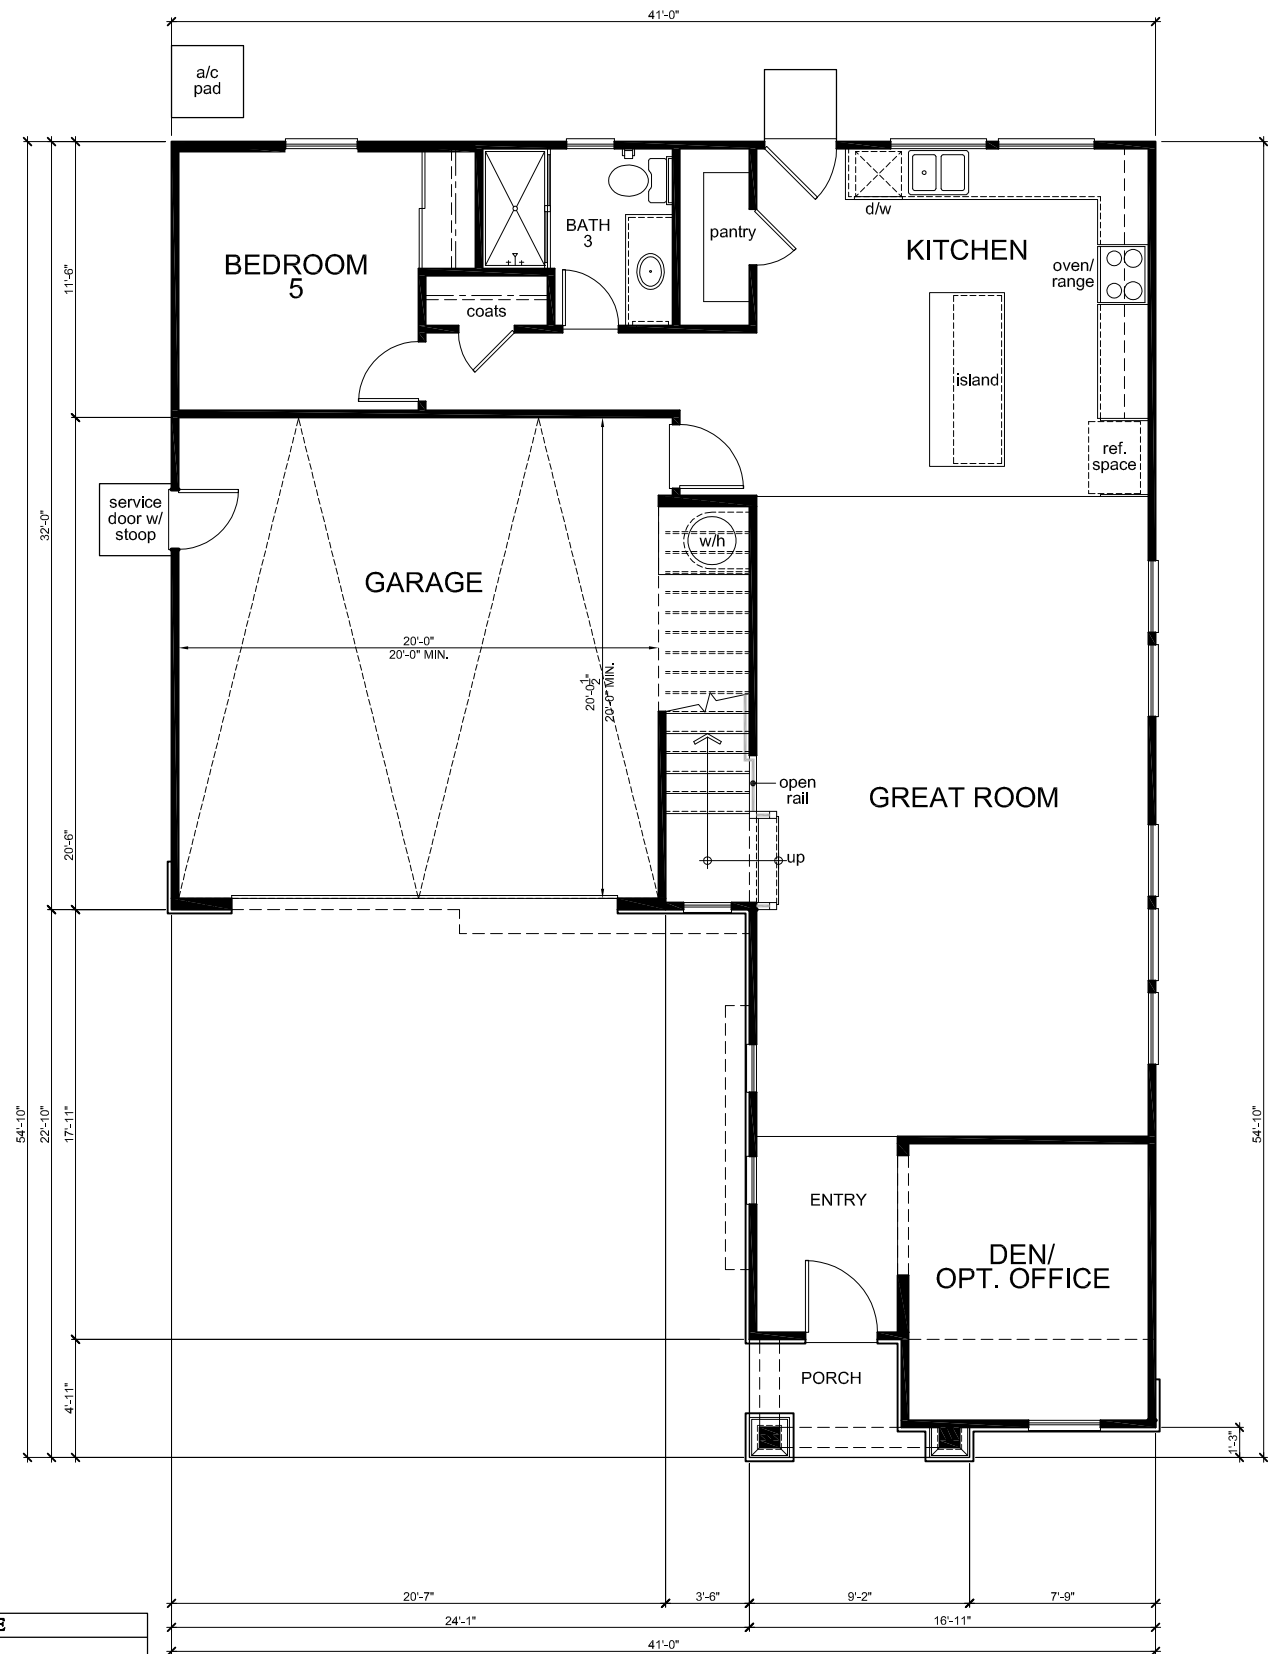 41'-0"
a/c
pad
BEDROOM
5
BATH
3
pantry
d/w
KITCHEN
oven/
range
coats
island
ref.
space
11'-6"
service
door w/
stoop
32'-0"
GARAGE
w/h
20'-0"
20'-0" MIN.
20'-0 1/2"
20'-0" MIN.
open
rail
GREAT ROOM
up
20'-6"
54'-10"
22'-10"
17'-11"
54'-10"
ENTRY
DEN/
OPT. OFFICE
PORCH
4'-11"
1'-3"
20'-7"
3'-6"
9'-2"
7'-9"
24'-1"
16'-11"
41'-0"
E